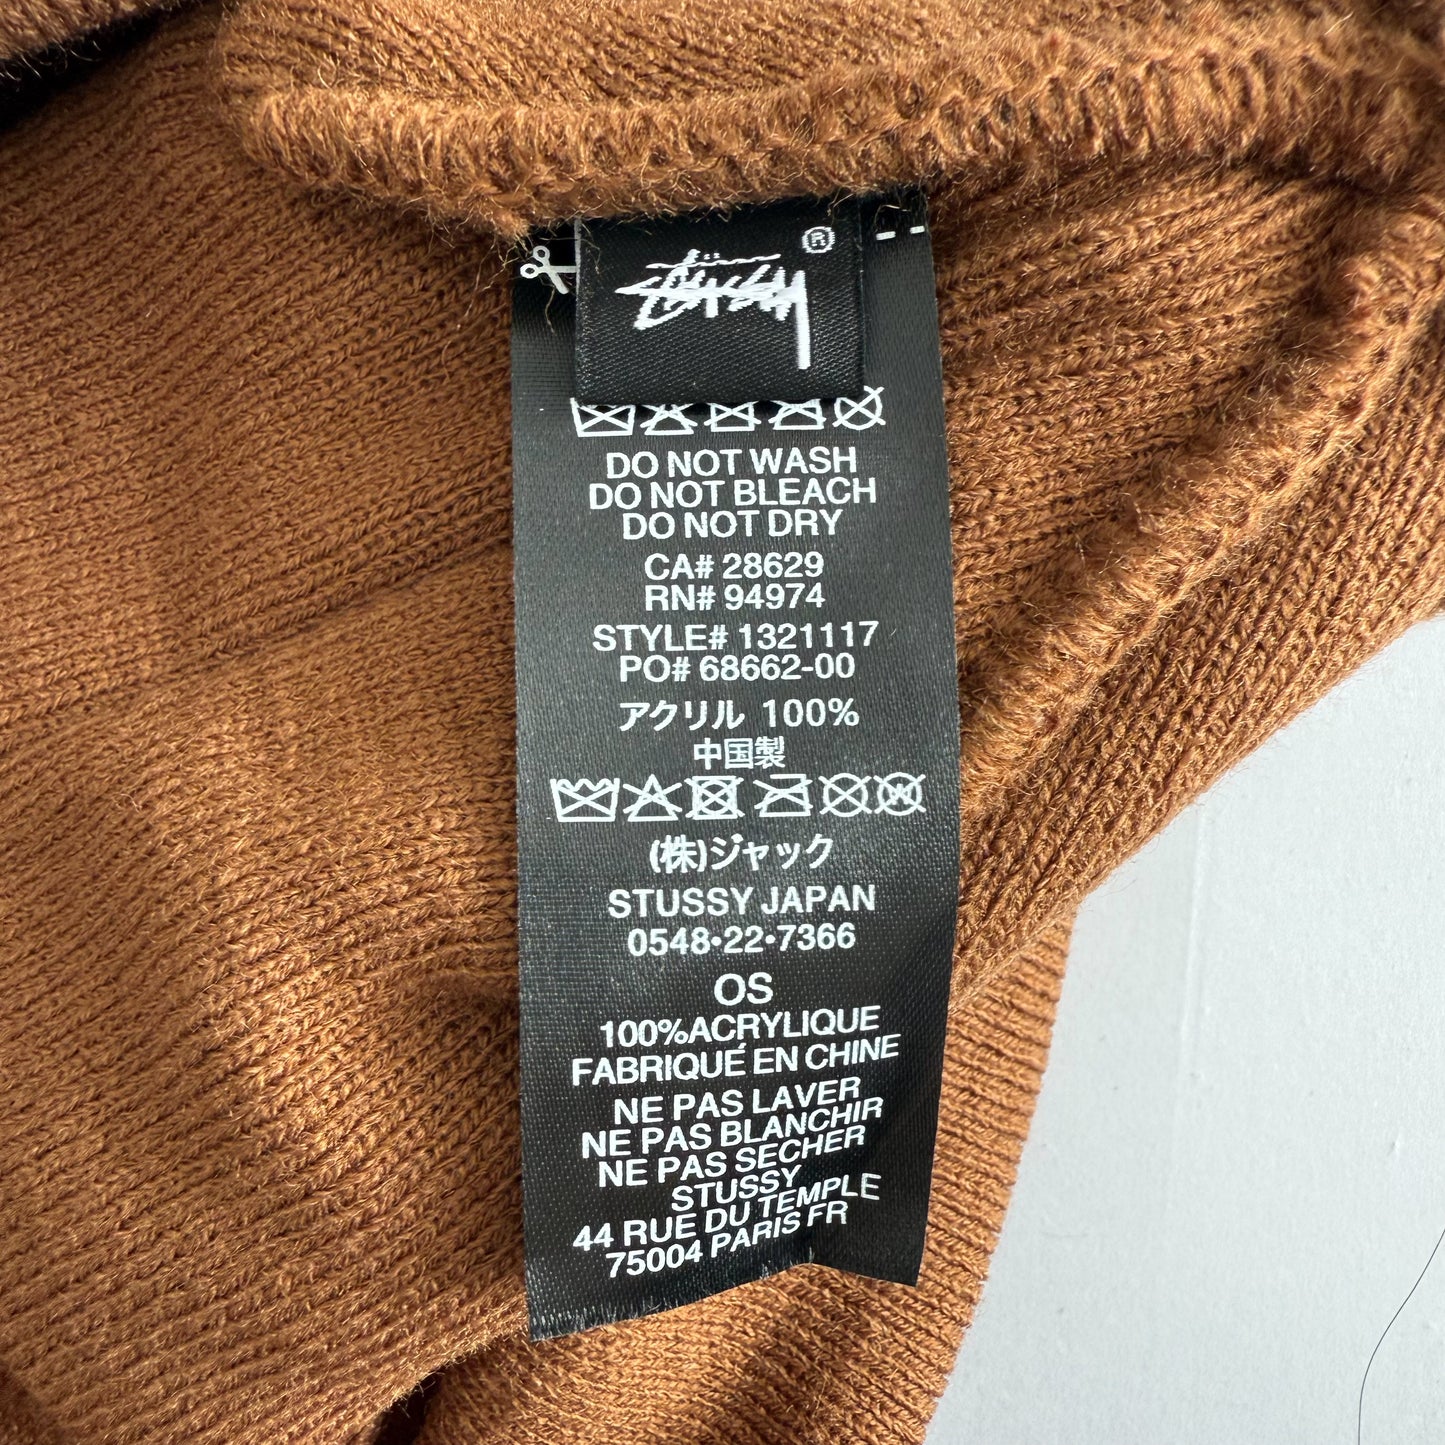 Stüssy ®
DO NOT WASH
DO NOT BLEACH
DO NOT DRY
CA# 28629
RN# 94974
STYLE# 1321117
PO# 68662-00
アクリル 100%
中国製
W
(株)ジャック
STUSSY JAPAN
0548•22•7366
OS
100%ACRYLIQUE
FABRIQUÉ EN CHINE
NE PAS LAVER
NE PAS BLANCHIR
NE PAS SECHER
STUSSY
44 RUE DU TEMPLE
75004 PARIS FR